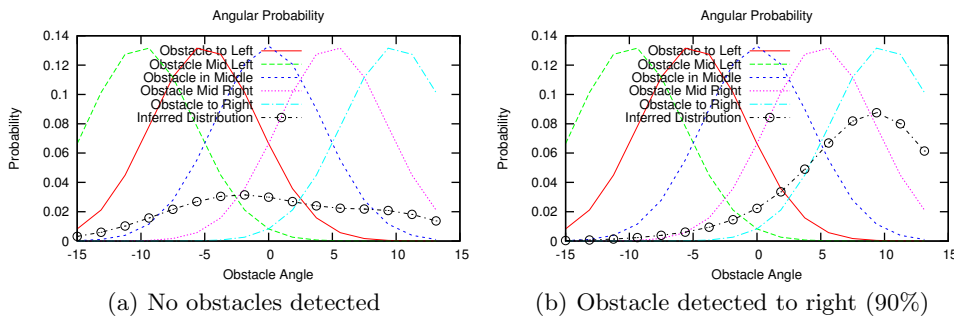 Angular Probability
0.14
0.12
0.1
0.08
0.06
0.04
0.02
0
Probability
Obstacle to Left
Obstacle Mid Left
Obstacle in Middle
Obstacle Mid Right
Obstacle to Right
Inferred Distribution
-15 -10 -5 0 5 10 15
Obstacle Angle
(a) No obstacles detected
Angular Probability
0.14
0.12
0.1
0.08
0.06
0.04
0.02
0
Probability
Obstacle to Left
Obstacle Mid Left
Obstacle in Middle
Obstacle Mid Right
Obstacle to Right
Inferred Distribution
-15 -10 -5 0 5 10 15
Obstacle Angle
(b) Obstacle detected to right (90%)